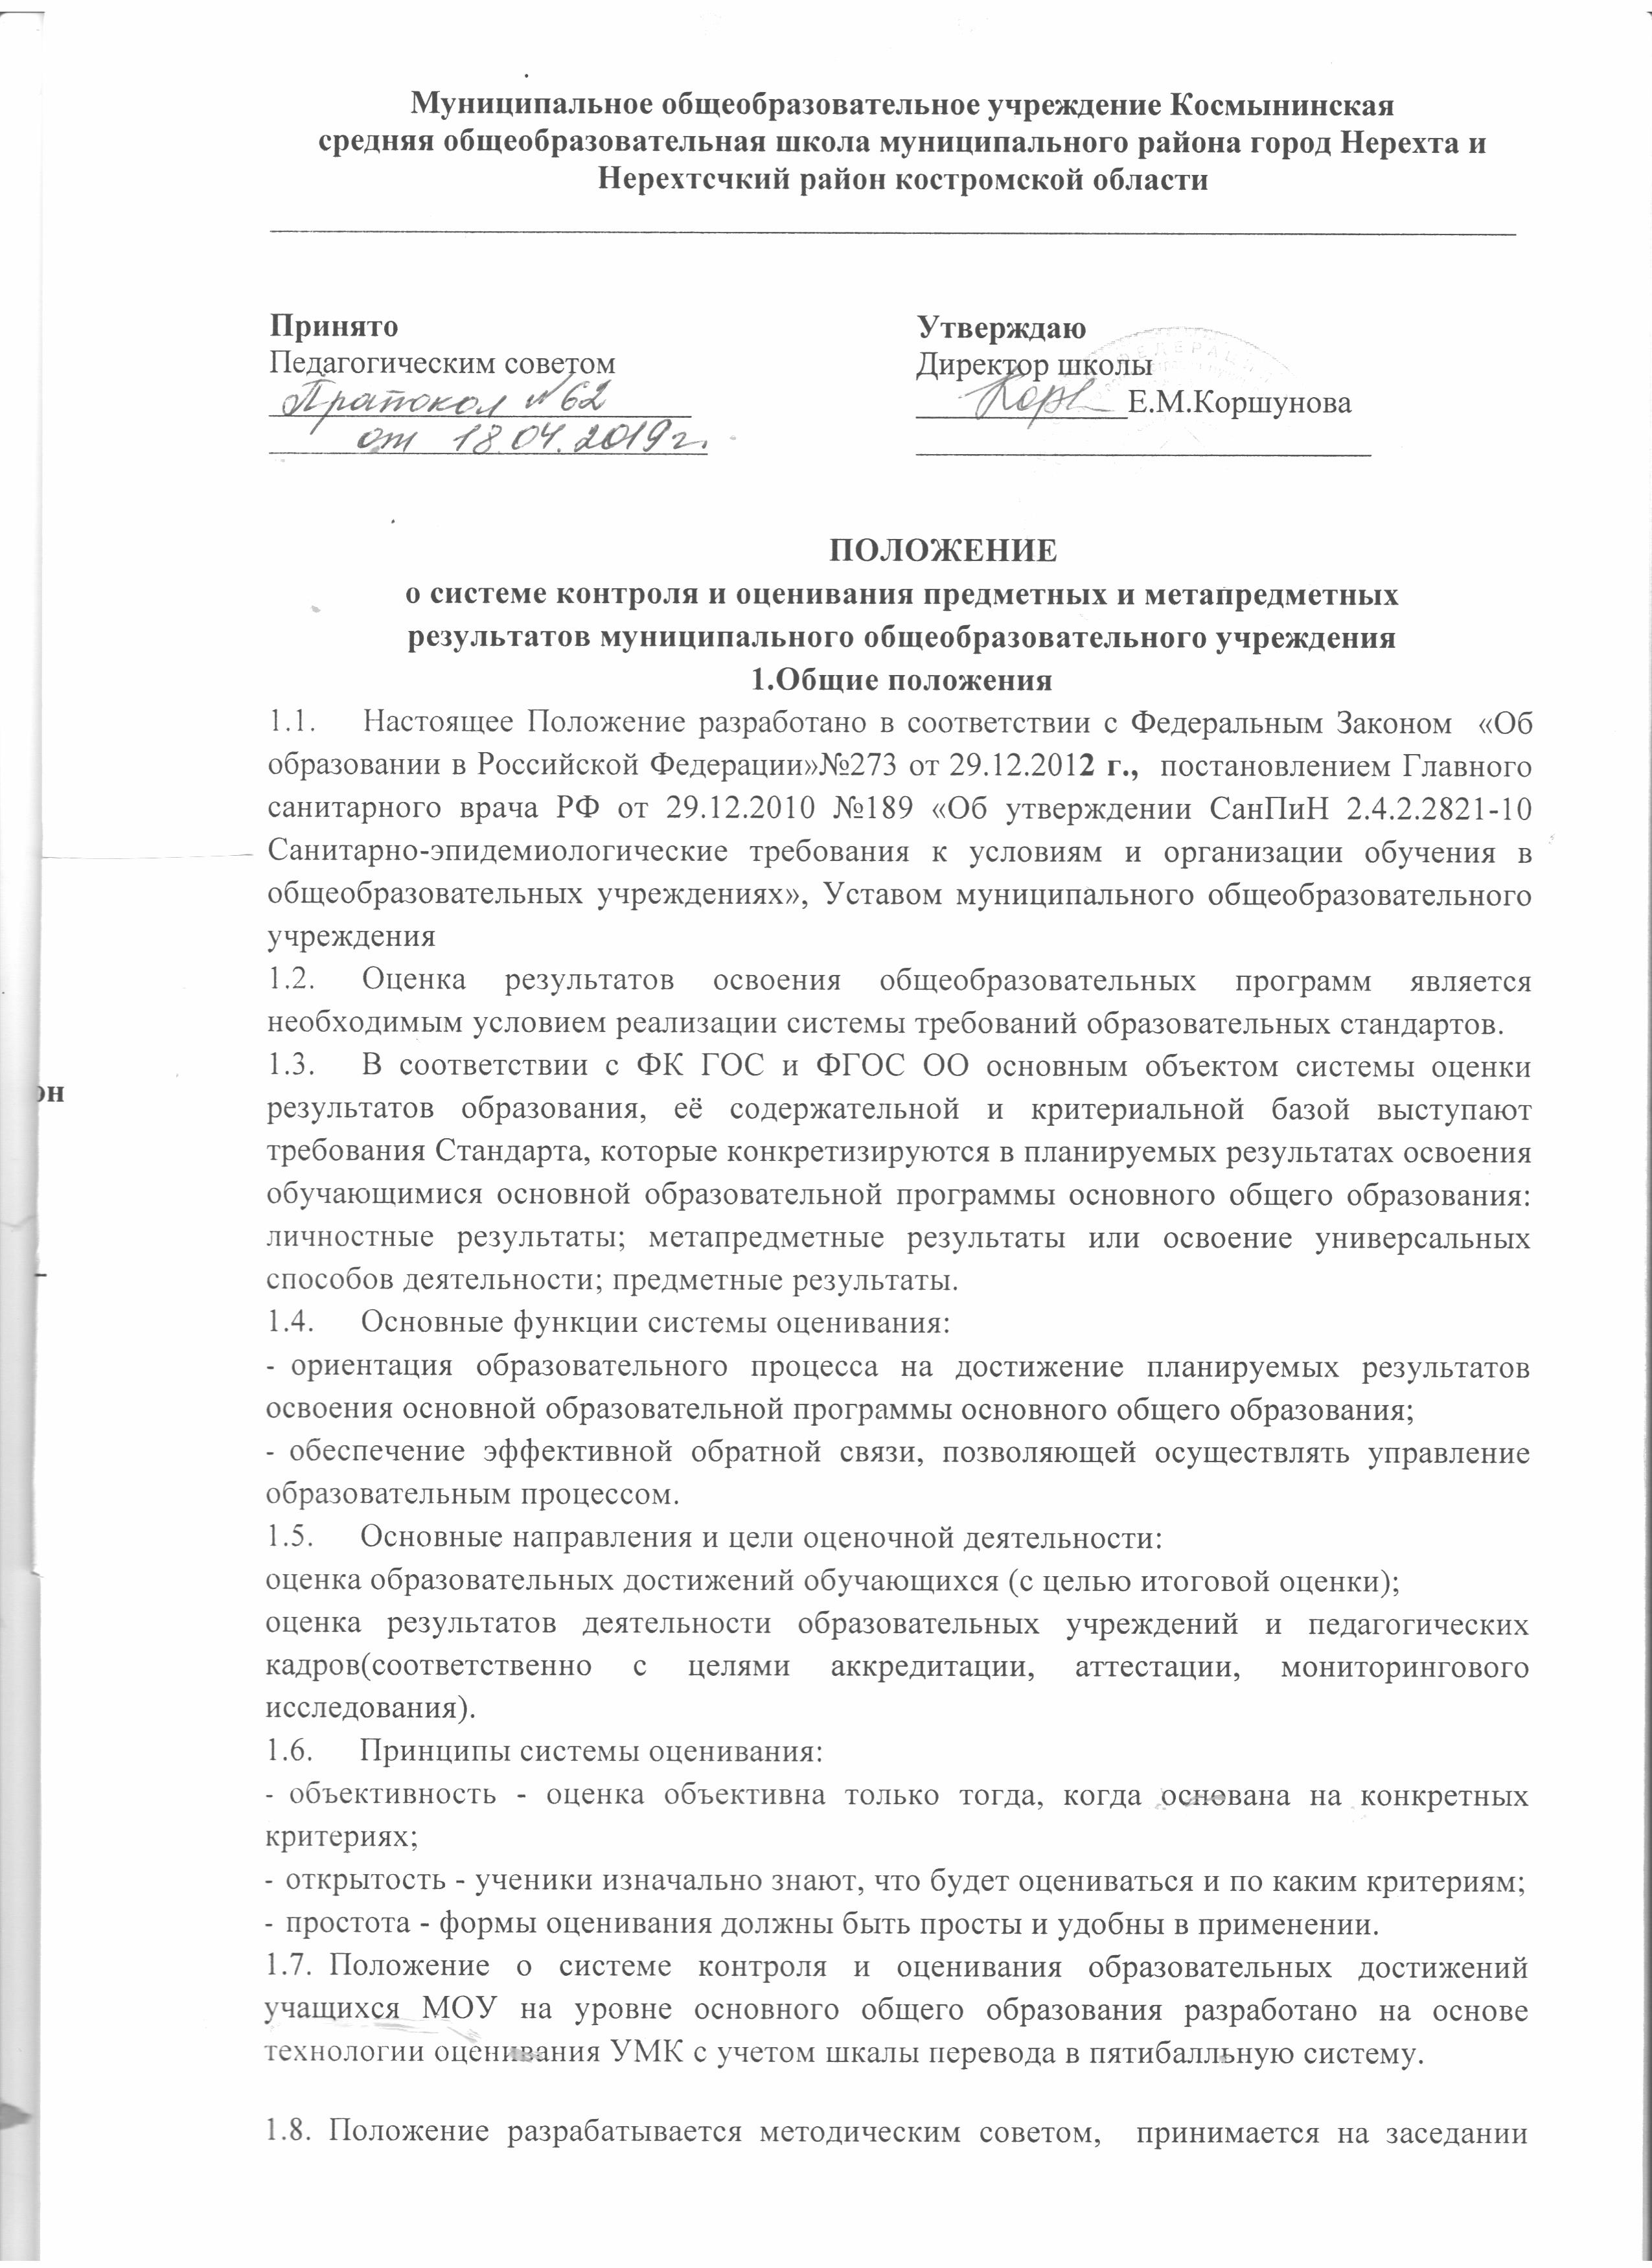 Муниципальное общеобразовательное учреждение Космынинская
средняя общеобразовательная школа муниципального района город Нерехта и
Нерехтсчкий район костромской области
Принято
Утверждаю
Педагогическим советом
Директор школы
Пратокол №62
Е.М.Коршунова
от 18.04.2019г.
ПОЛОЖЕНИЕ
о системе контроля и оценивания предметных и метапредметных
результатов муниципального общеобразовательного учреждения
1.Общие положения
1.1. Настоящее Положение разработано в соответствии с Федеральным Законом «Об
образовании в Российской Федерации»№273 от 29.12.2012 г., постановлением Главного
санитарного врача РФ от 29.12.2010 №189 «Об утверждении СанПиН 2.4.2.2821-10
Санитарно-эпидемиологические требования к условиям и организации обучения в
общеобразовательных учреждениях», Уставом муниципального общеобразовательного
учреждения
1.2. Оценка результатов освоения общеобразовательных программ является
необходимым условием реализации системы требований образовательных стандартов.
1.3. В соответствии с ФК ГОС и ФГОС ОО основным объектом системы оценки
он
результатов образования, её содержательной и критериальной базой выступают
требования Стандарта, которые конкретизируются в планируемых результатах освоения
обучающимися основной образовательной программы основного общего образования:
личностные результаты; метапредметные результаты или освоение универсальных
способов деятельности; предметные результаты.
1.4. Основные функции системы оценивания:
- ориентация образовательного процесса на достижение планируемых результатов
освоения основной образовательной программы основного общего образования;
- обеспечение эффективной обратной связи, позволяющей осуществлять управление
образовательным процессом.
1.5. Основные направления и цели оценочной деятельности:
оценка образовательных достижений обучающихся (с целью итоговой оценки);
оценка результатов деятельности образовательных учреждений и педагогических
кадров(соответственно с целями аккредитации, аттестации, мониторингового
исследования).
1.6. Принципы системы оценивания:
- объективность - оценка объективна только тогда, когда основана на конкретных
критериях;
- открытость - ученики изначально знают, что будет оцениваться и по каким критериям;
- простота - формы оценивания должны быть просты и удобны в применении.
1.7. Положение о системе контроля и оценивания образовательных достижений
учащихся МОУ на уровне основного общего образования разработано на основе
технологии оценивания УМК с учетом шкалы перевода в пятибалльную систему.
1.8. Положение разрабатывается методическим советом, принимается на заседании